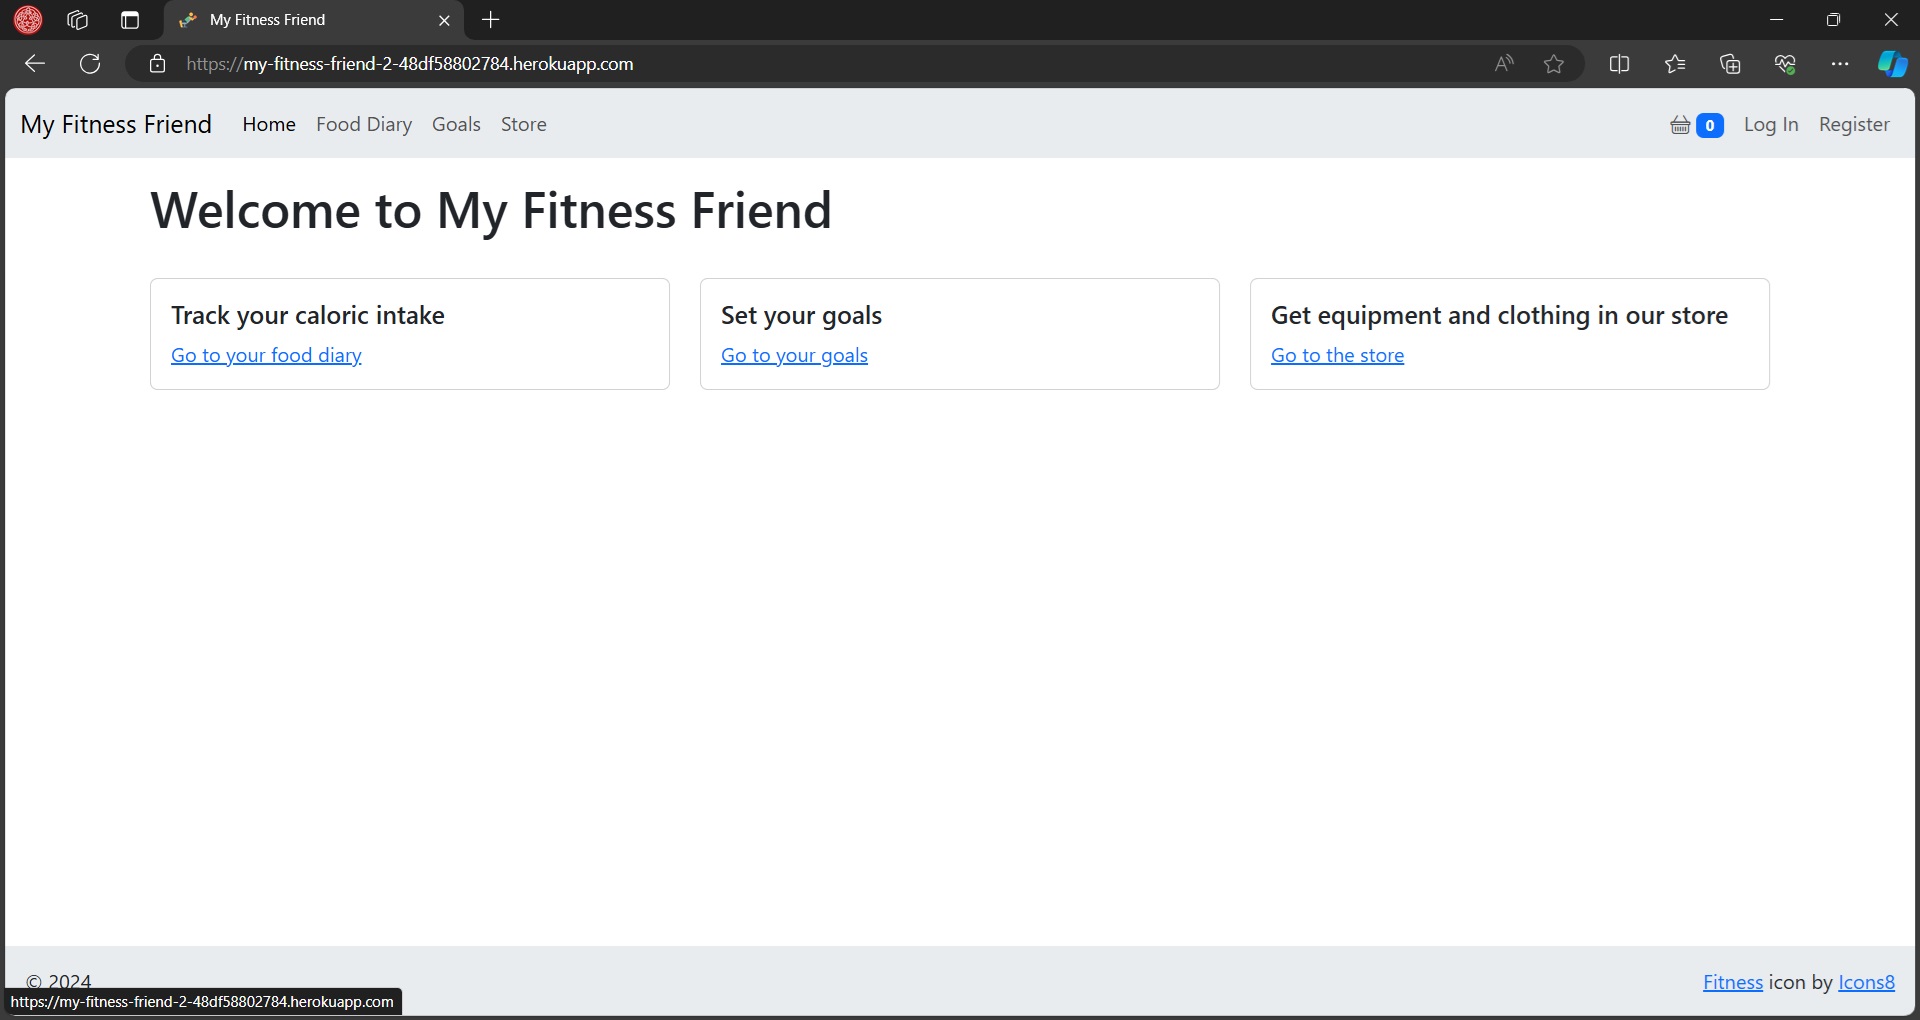 My Fitness Friend
https://my-fitness-friend-2-48df58802784.herokuapp.com
My Fitness Friend Home Food Diary Goals Store 0 Log In Register
Welcome to My Fitness Friend
Track your caloric intake
Go to your food diary
Set your goals
Go to your goals
Get equipment and clothing in our store
Go to the store
© 2024
Fitness icon by Icons8
https://my-fitness-friend-2-48df58802784.herokuapp.com